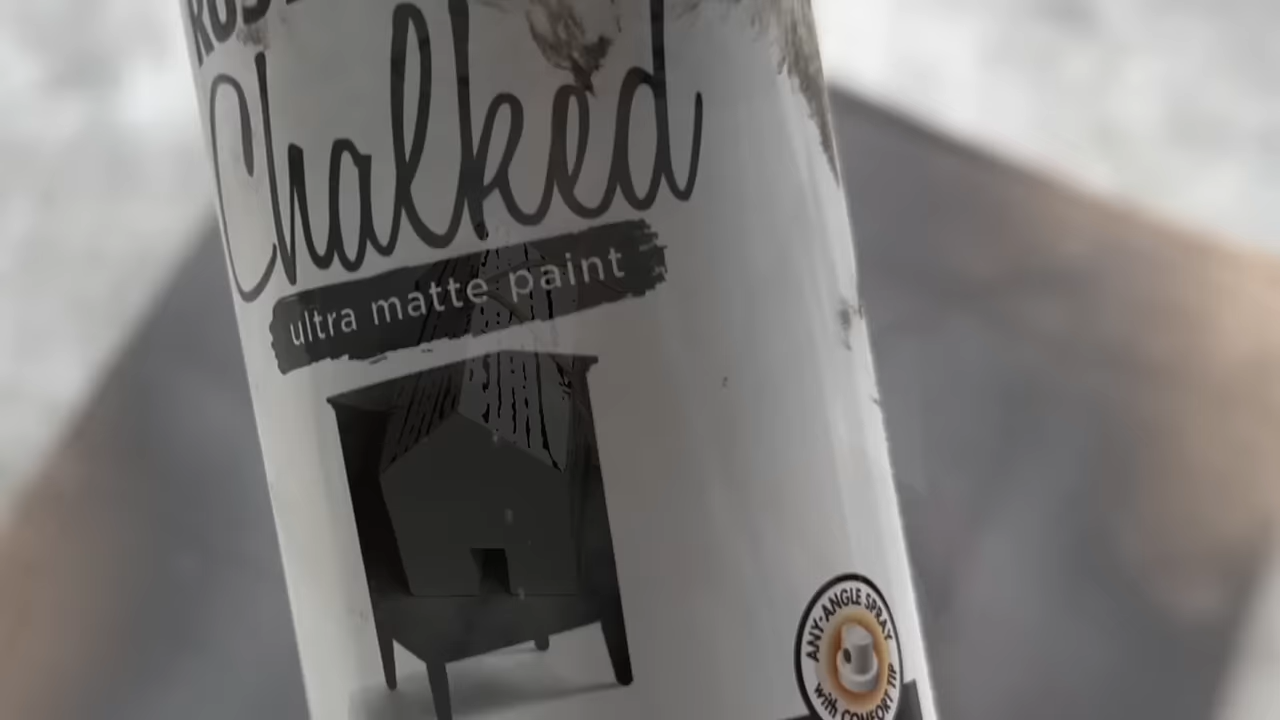 Chalked
ultra matte paint
ANY-ANGLE SPRAY
with COMFORT TIP